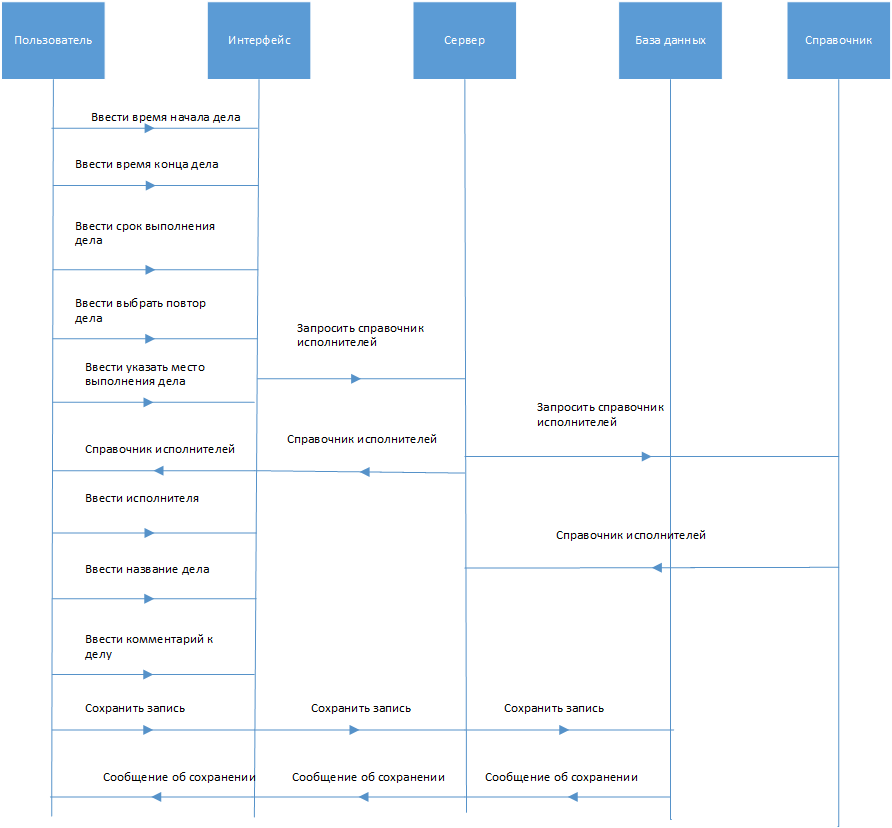 Пользователь
Интерфейс
Сервер
База данных
Справочник
Ввести время начала дела
Ввести время конца дела
Ввести срок выполнения
дела
Ввести выбрать повтор
дела
Запросить справочник
исполнителей
Ввести указать место
выполнения дела
Запросить справочник
исполнителей
Справочник исполнителей
Справочник исполнителей
Ввести исполнителя
Справочник исполнителей
Ввести название дела
Ввести комментарий к
делу
Сохранить запись
Сохранить запись
Сохранить запись
Сообщение об сохранении
Сообщение об сохранении
Сообщение об сохранении